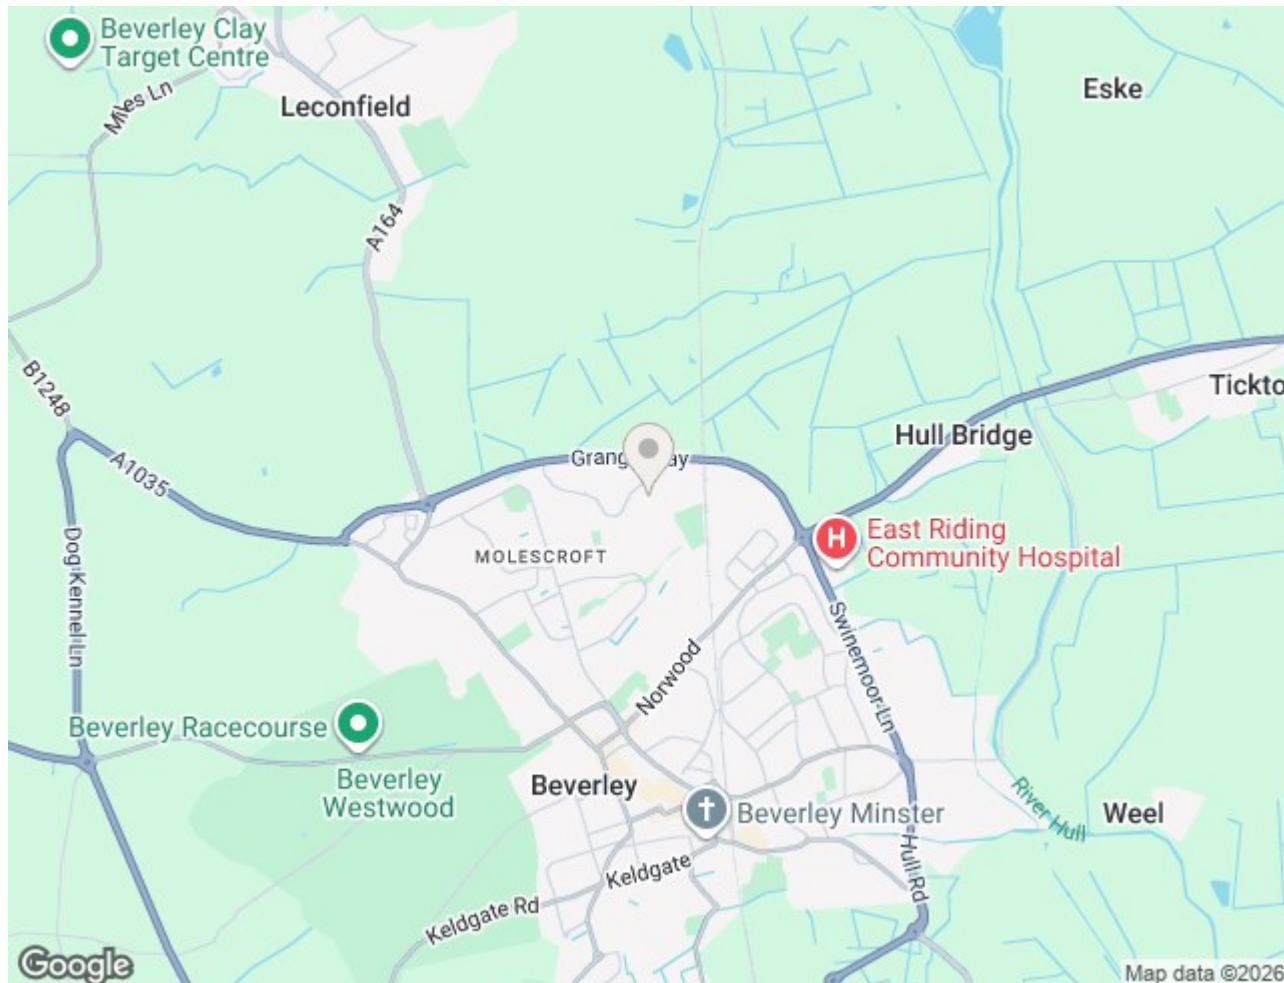 Beverley Clay
Target Centre
Miles Ln
Leconfield
Eske
A164
B1248
Tickto
Hull Bridge
A1035
East Riding
Community Hospital
MOLESCROFT
Dog Kennel Ln
Swinemoor Ln
Norwood
Beverley Racecourse
Beverley
Westwood
Beverley
Beverley Minster
River Hull
Weel
Hull Rd
Keldgate
Keldgate Rd
Google
Map data ©2026